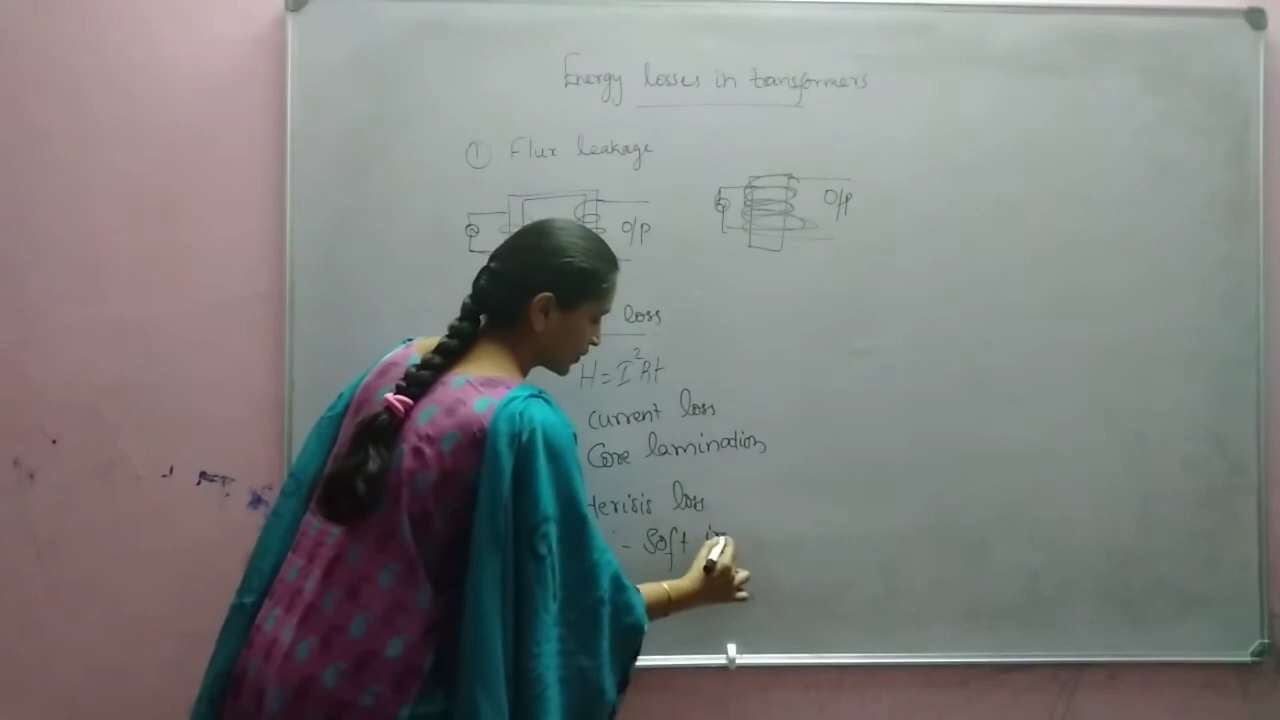 Energy losses in transformers
① Flux leakage
O/P
O/P
loss
H = I²Rt
current loss
Core lamination
terisis loss
- Soft